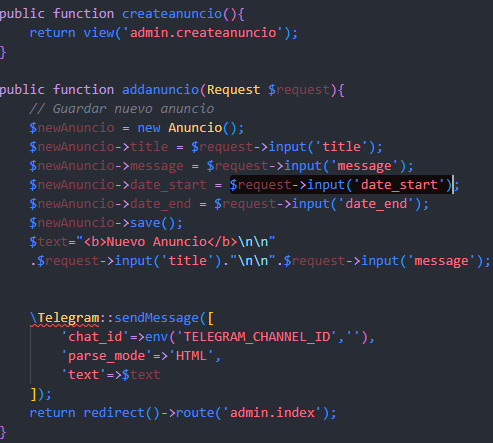 public function createanuncio(){
return view('admin.createanuncio');
}
public function addanuncio(Request $request){
// Guardar nuevo anuncio
$newAnuncio = new Anuncio();
$newAnuncio->title = $request->input('title');
$newAnuncio->message = $request->input('message');
$newAnuncio->date_start = $request->input('date_start');
$newAnuncio->date_end = $request->input('date_end');
$newAnuncio->save();
$text="<b>Nuevo Anuncio</b>\n\n"
.$request->input('title')."\n\n".$request->input('message');
\Telegram::sendMessage([
'chat_id'=>env('TELEGRAM_CHANNEL_ID',''),
'parse_mode'=>'HTML',
'text'=>$text
]);
return redirect()->route('admin.index');
}